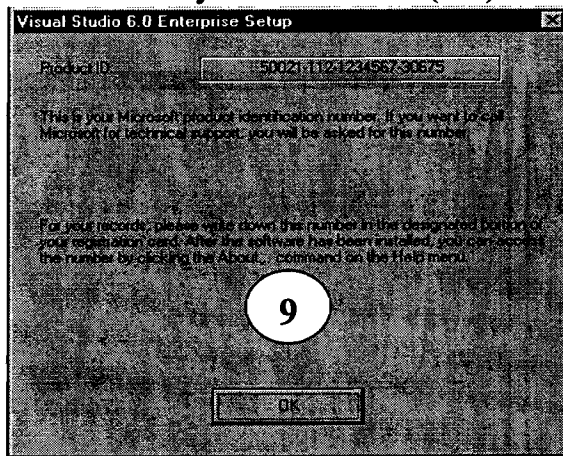 Visual Studio 6.0 Enterprise Setup
Product ID: 50021-112-1234567-30675
This is your Microsoft product identification number. If you want to call
Microsoft for technical support, you will be asked for this number.
For your records, please write down this number in the designated portion of
your registration card. After the software has been installed, you can access
the number by clicking the About... command on the Help menu.
9
OK